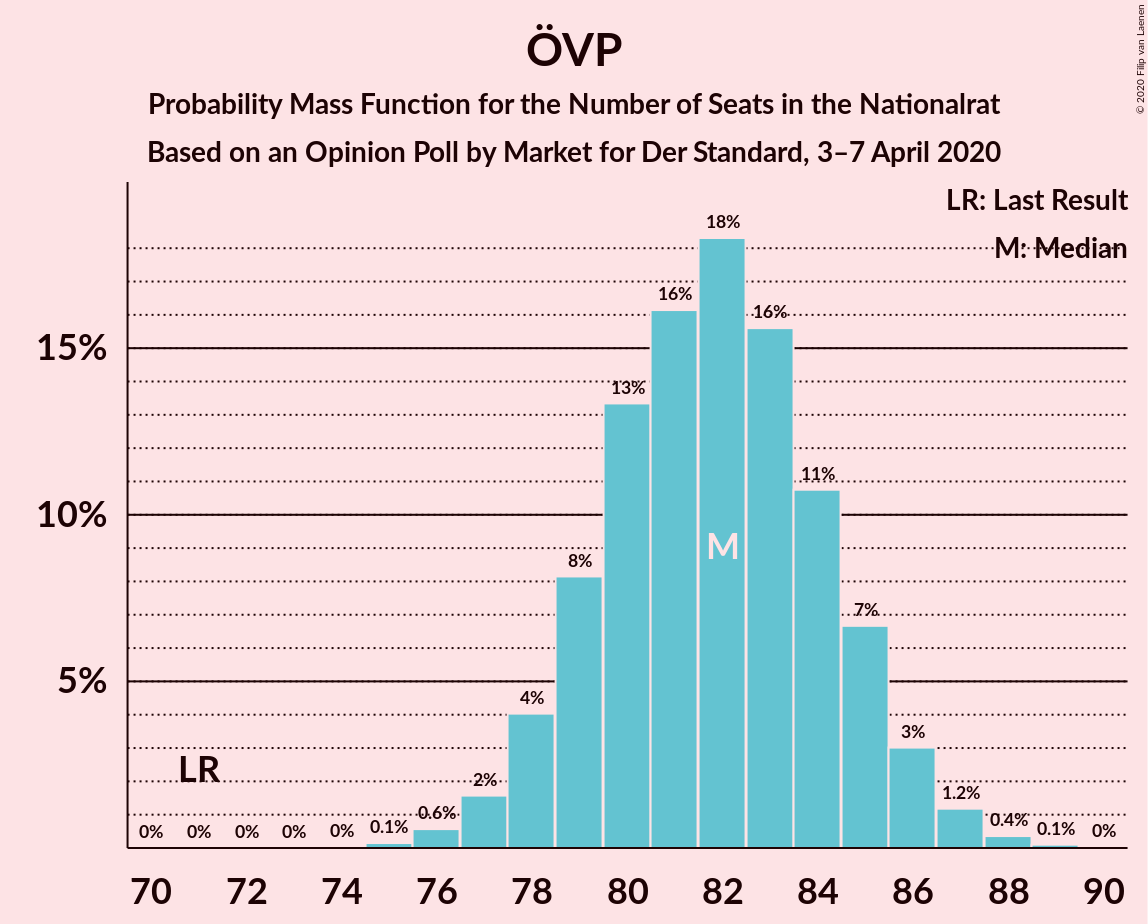 © 2020 Filip van Laenen
ÖVP
Probability Mass Function for the Number of Seats in the Nationalrat
Based on an Opinion Poll by Market for Der Standard, 3–7 April 2020
LR: Last Result
M: Median
15%
10%
5%
0% 0% 0% 0% 0% 0.1% 0.6% 2% 4% 8% 13% 16% 18% 16% 11% 7% 3% 1.2% 0.4% 0.1% 0%
LR
M
70 72 74 76 78 80 82 84 86 88 90